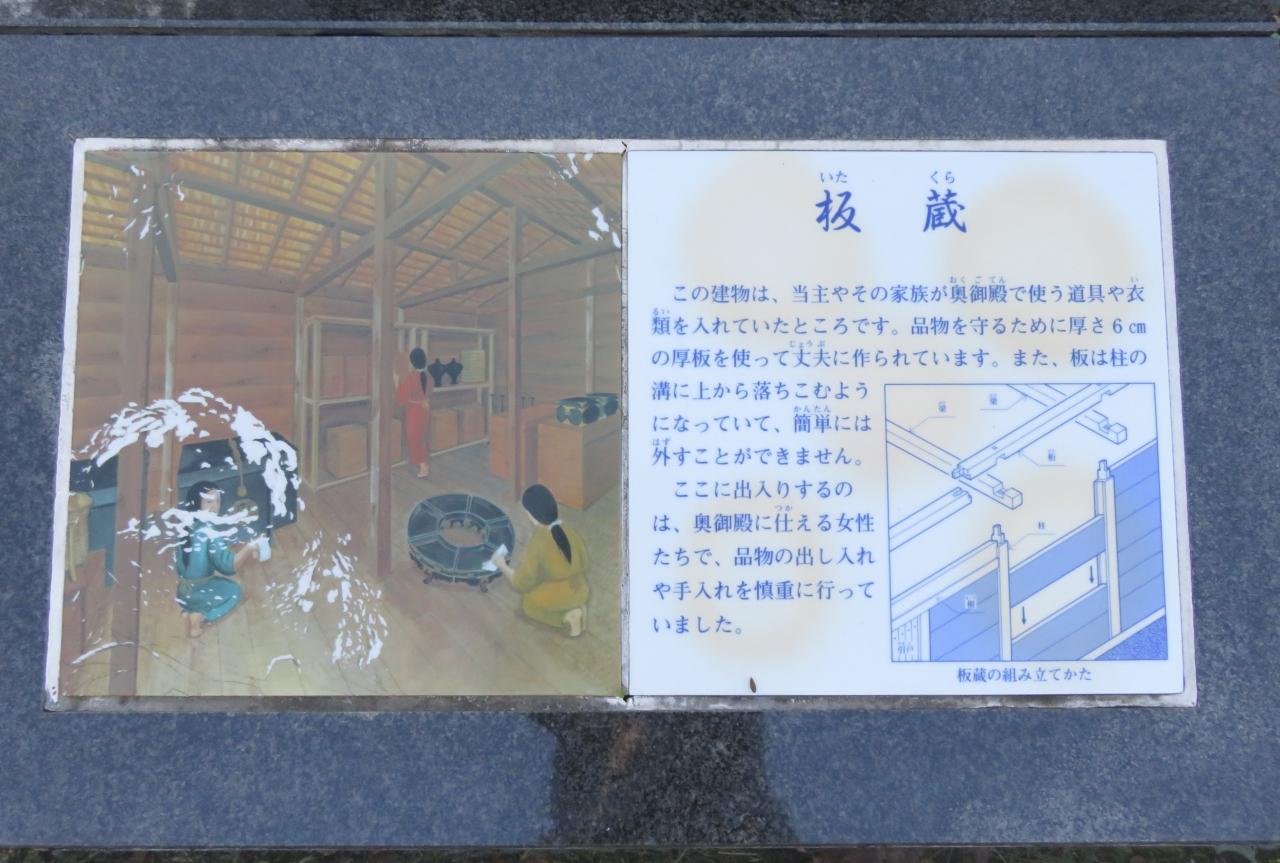 板蔵
この建物は、当主やその家族が奥御殿で使う道具や衣
類を入れていたところです。品物を守るために厚さ6㎝
の厚板を使って丈夫に作られています。また、板は柱の
溝に上から落ちこむよう
になっていて、簡単には
外すことができません。
ここに出入りするの
は、奥御殿に仕える女性
たちで、品物の出し入れ
や手入れを慎重に行って
いました。
梁
桁
柱
引戸
板蔵の組み立てかた